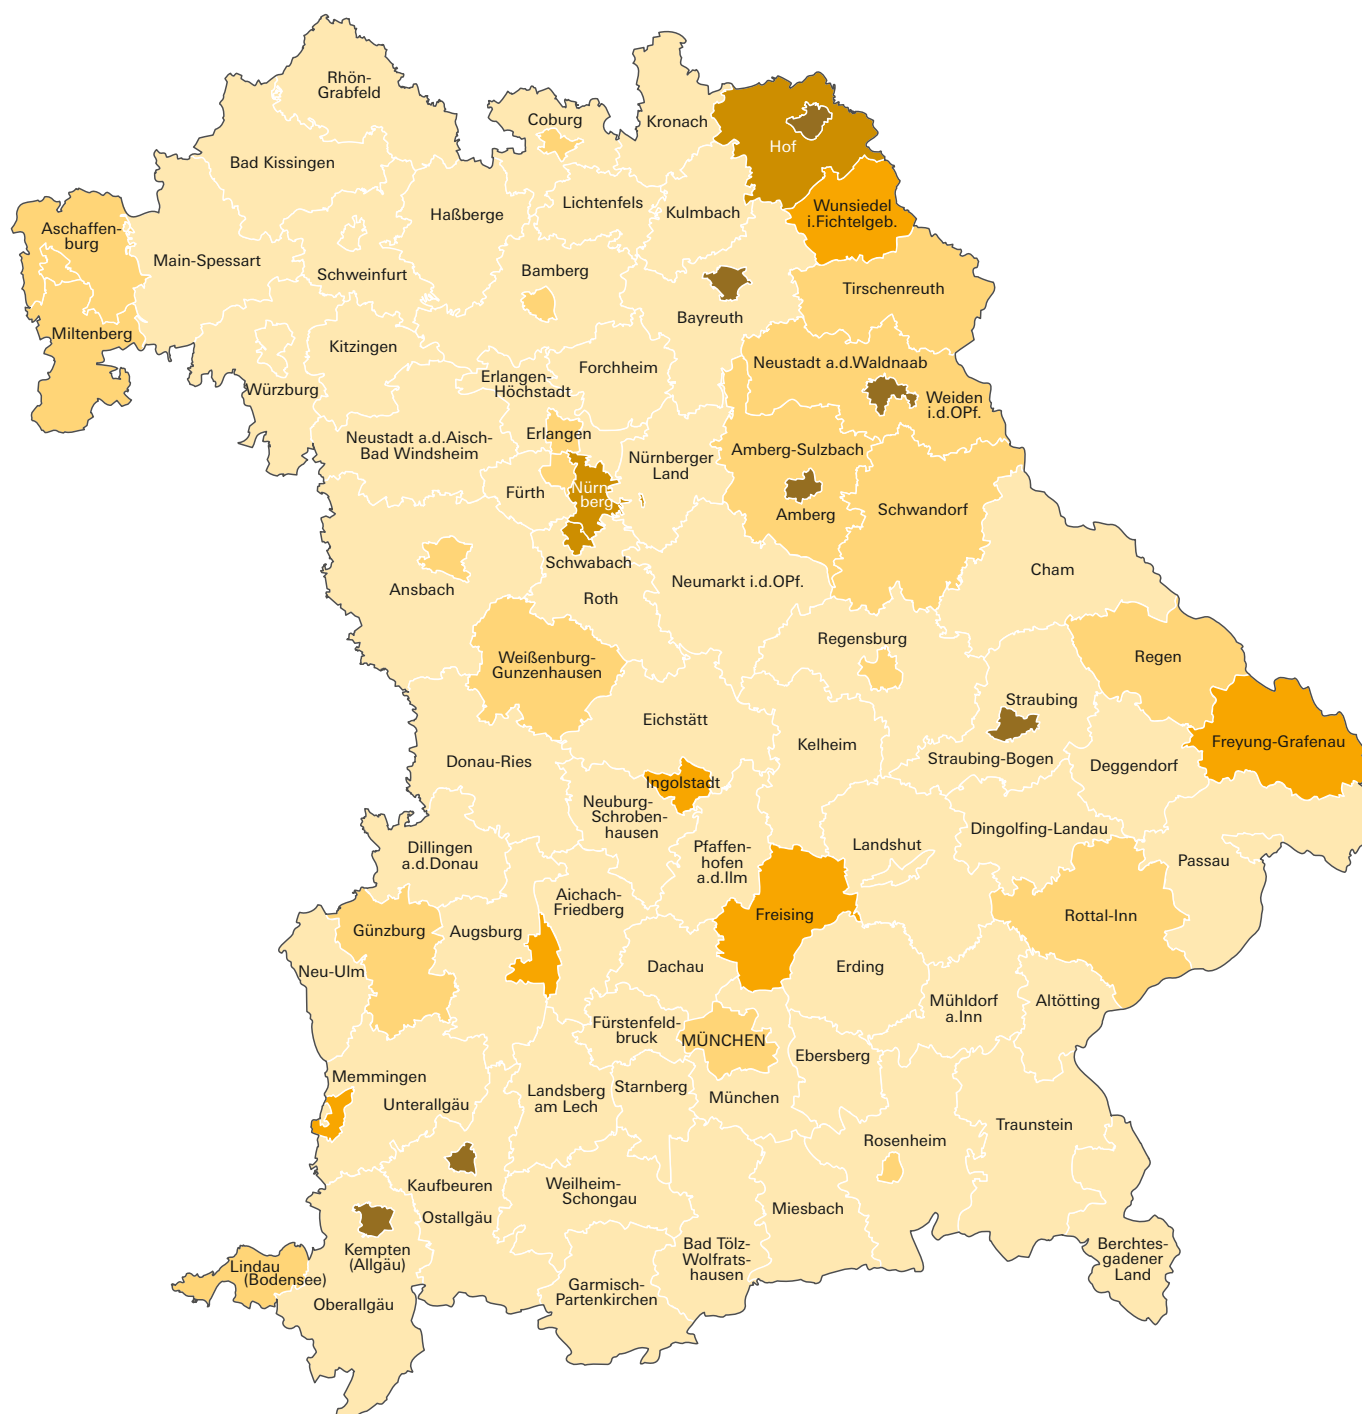 Rhön-
Grabfeld
Coburg
Kronach
Hof
Bad Kissingen
Lichtenfels
Kulmbach
Haßberge
Wunsiedel
i.Fichtelgeb.
Aschaffen-
burg
Main-Spessart
Schweinfurt
Bamberg
Tirschenreuth
Bayreuth
Miltenberg
Kitzingen
Würzburg
Erlangen-
Höchstadt
Forchheim
Neustadt a.d.Waldnaab
Weiden
i.d.OPf.
Neustadt a.d.Aisch-
Bad Windsheim
Erlangen
Nürnberger
Land
Amberg-Sulzbach
Fürth
Nürn-
berg
Amberg
Schwandorf
Ansbach
Schwabach
Roth
Neumarkt i.d.OPf.
Cham
Regensburg
Weißenburg-
Gunzenhausen
Regen
Straubing
Eichstätt
Kelheim
Straubing-Bogen
Deggendorf
Freyung-Grafenau
Donau-Ries
Ingolstadt
Neuburg-
Schroben-
hausen
Dillingen
a.d.Donau
Pfaffen-
hofen
a.d.Ilm
Landshut
Dingolfing-Landau
Passau
Aichach-
Friedberg
Freising
Rottal-Inn
Günzburg
Augsburg
Neu-Ulm
Dachau
Erding
Mühldorf
a.Inn
Altötting
Fürstenfeld-
bruck
MÜNCHEN
Ebersberg
Memmingen
Unterallgäu
Landsberg
am Lech
Starnberg
München
Traunstein
Rosenheim
Kaufbeuren
Ostallgäu
Weilheim-
Schongau
Miesbach
Kempten
(Allgäu)
Bad Tölz-
Wolfrats-
hausen
Berchtes-
gadener
Land
Lindau
(Bodensee)
Oberallgäu
Garmisch-
Partenkirchen